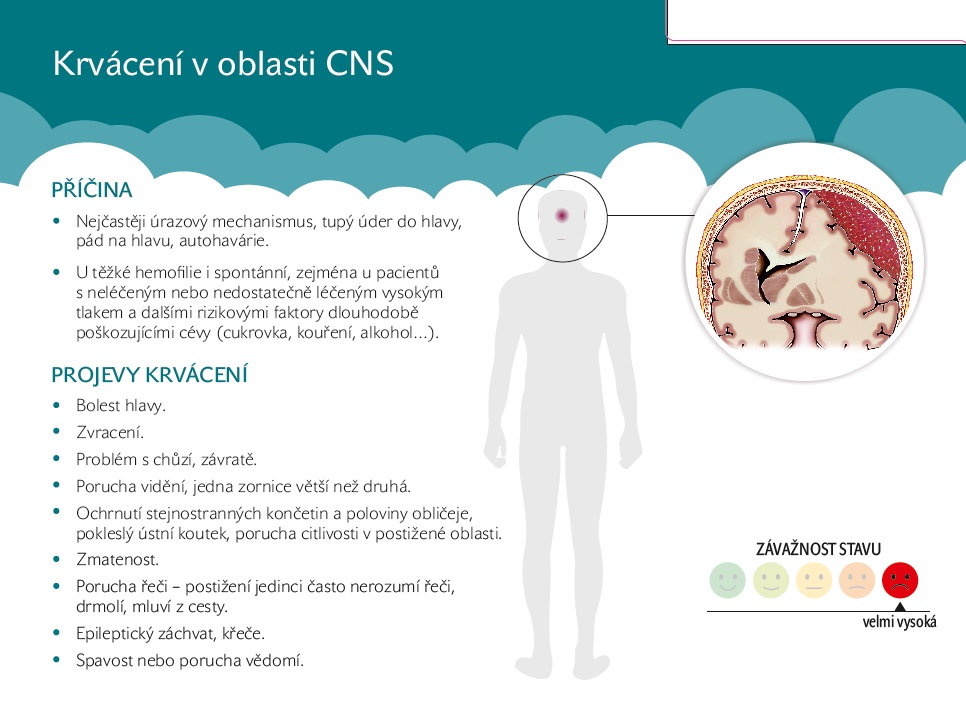 Krvácení v oblasti CNS
PŘÍČINA
• Nejčastěji úrazový mechanismus, tupý úder do hlavy,
pád na hlavu, autohavárie.
• U těžké hemofilie i spontánní, zejména u pacientů
s neléčeným nebo nedostatečně léčeným vysokým
tlakem a dalšími rizikovými faktory dlouhodobě
poškozujícími cévy (cukrovka, kouření, alkohol...).
PROJEVY KRVÁCENÍ
• Bolest hlavy.
• Zvracení.
• Problém s chůzí, závratě.
• Porucha vidění, jedna zornice větší než druhá.
• Ochrnutí stejnostranných končetin a poloviny obličeje,
pokleslý ústní koutek, porucha citlivosti v postižené oblasti.
• Zmatenost.
• Porucha řeči – postižení jedinci často nerozumí řeči,
drmolí, mluví z cesty.
• Epileptický záchvat, křeče.
• Spavost nebo porucha vědomí.
ZÁVAŽNOST STAVU
velmi vysoká